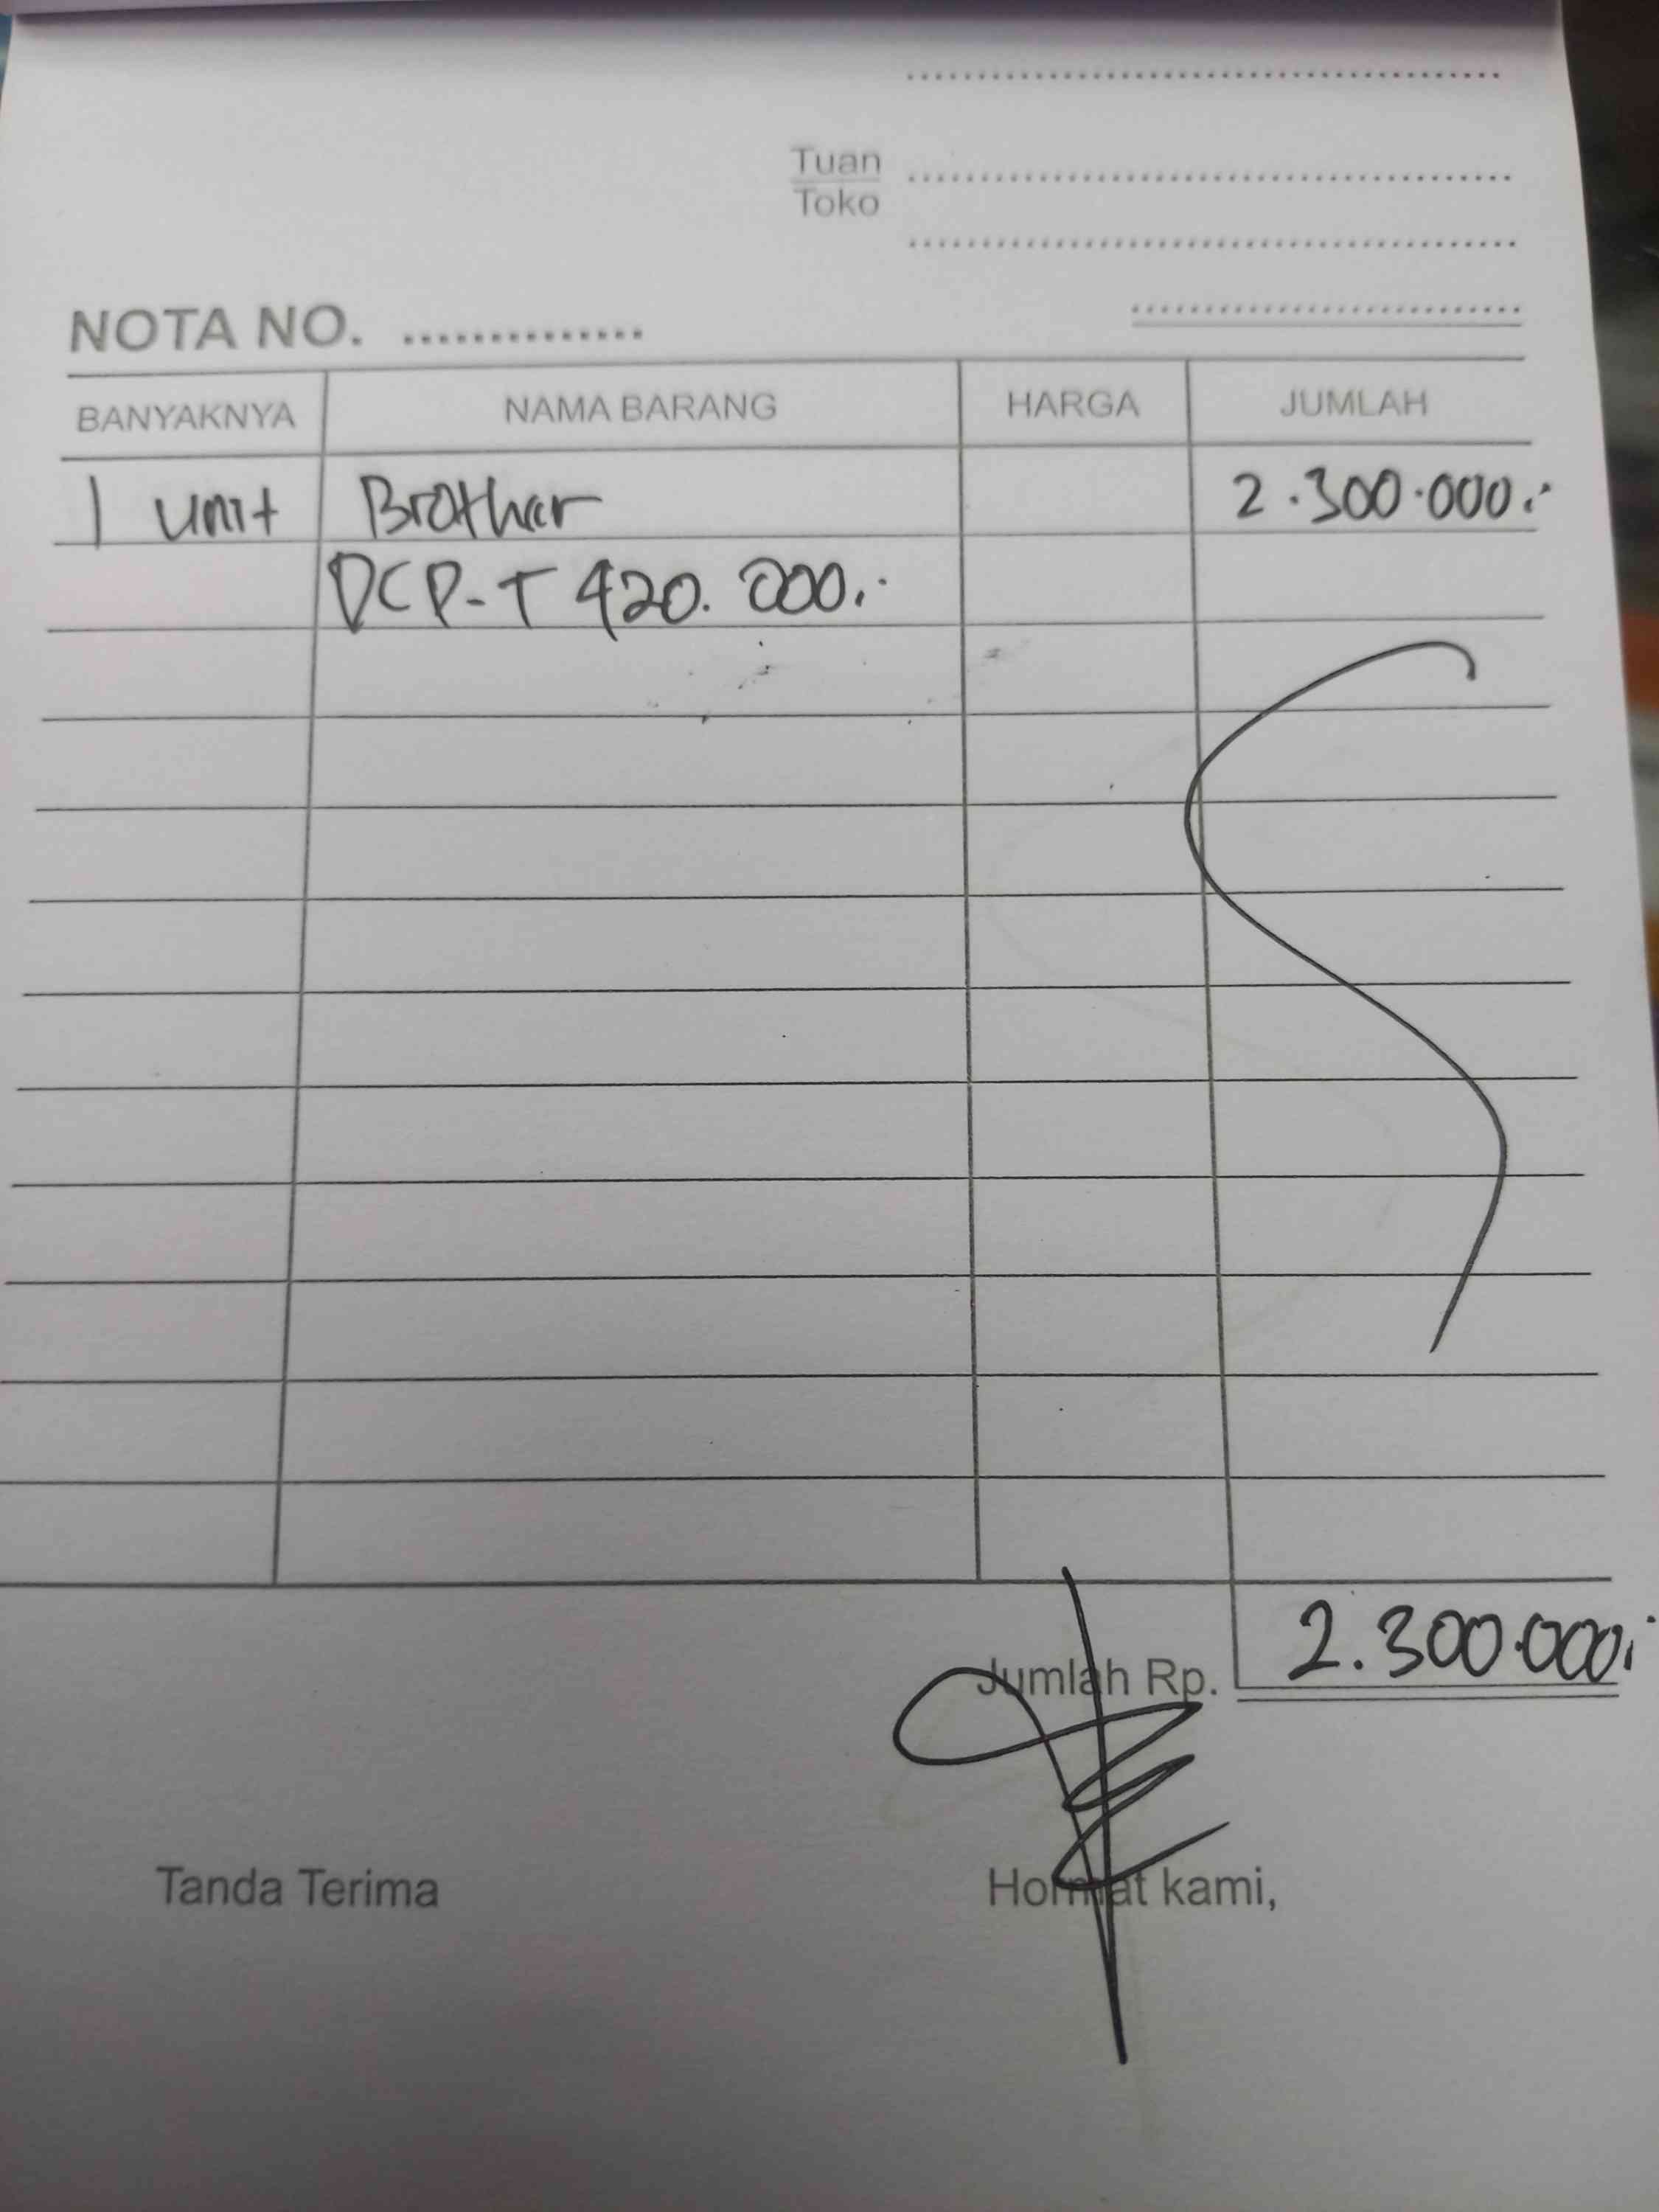 Tuan
Toko
NOTA NO.
BANYAKNYA NAMA BARANG HARGA JUMLAH
1 unit Brother 2.300.000.-
DCP-T 420.000.-
Jumlah Rp. 2.300.000.-
Tanda Terima Hormat kami,